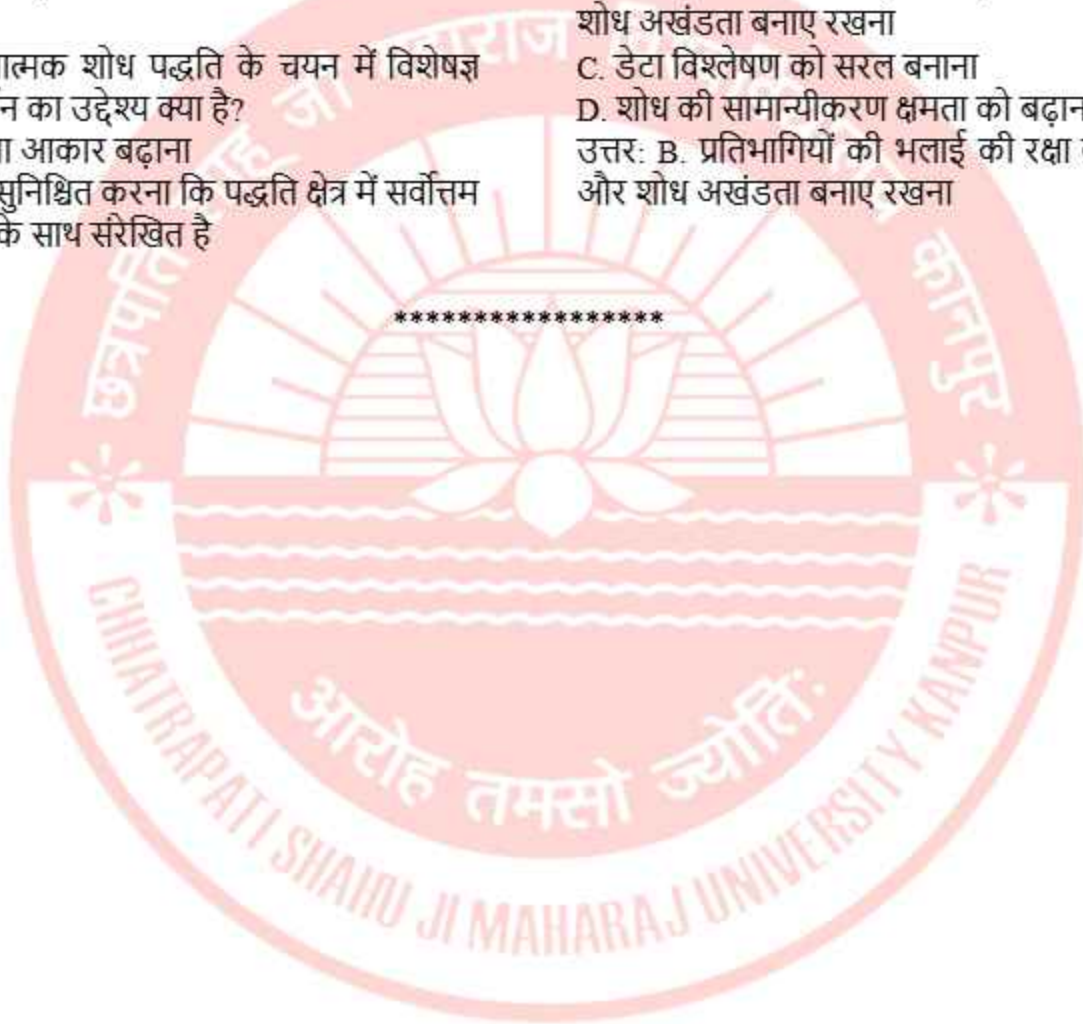 शोध पद्धति के चयन में विशेषज्ञ
का उद्देश्य क्या है?
आकार बढ़ाना
सुनिश्चित करना कि पद्धति क्षेत्र में सर्वोत्तम
के साथ संरेखित है
शोध अखंडता बनाए रखना
C. डेटा विश्लेषण को सरल बनाना
D. शोध की सामान्यीकरण क्षमता को बढ़ान
उत्तर: B. प्रतिभागियों की भलाई की रक्षा
और शोध अखंडता बनाए रखना
*****************
छत्रपति
जी
कानपुर
आरोह तमसो ज्योतिः
CHHATRAPATI SHAHU JI MAHARAJ UNIVERSITY KANPUR